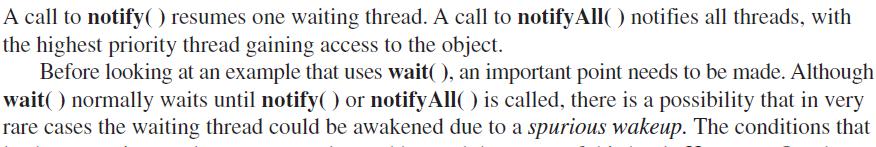 A call to notify( ) resumes one waiting thread. A call to notifyAll( ) notifies all threads, with
the highest priority thread gaining access to the object.
Before looking at an example that uses wait( ), an important point needs to be made. Although
wait( ) normally waits until notify( ) or notifyAll( ) is called, there is a possibility that in very
rare cases the waiting thread could be awakened due to a spurious wakeup. The conditions that